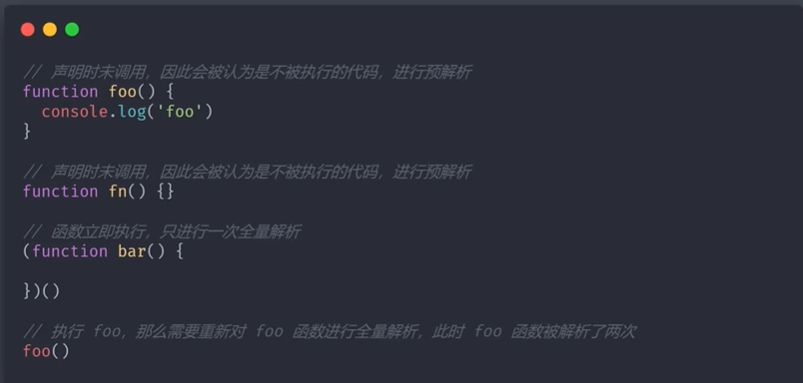 // 声明时未调用，因此会被认为是不被执行的代码，进行预解析
function foo() {
  console.log('foo')
}
// 声明时未调用，因此会被认为是不被执行的代码，进行预解析
function fn() {}
// 函数立即执行，只进行一次全量解析
(function bar() {
})()
// 执行 foo，那么需要重新对 foo 函数进行全量解析，此时 foo 函数被解析了两次
foo()